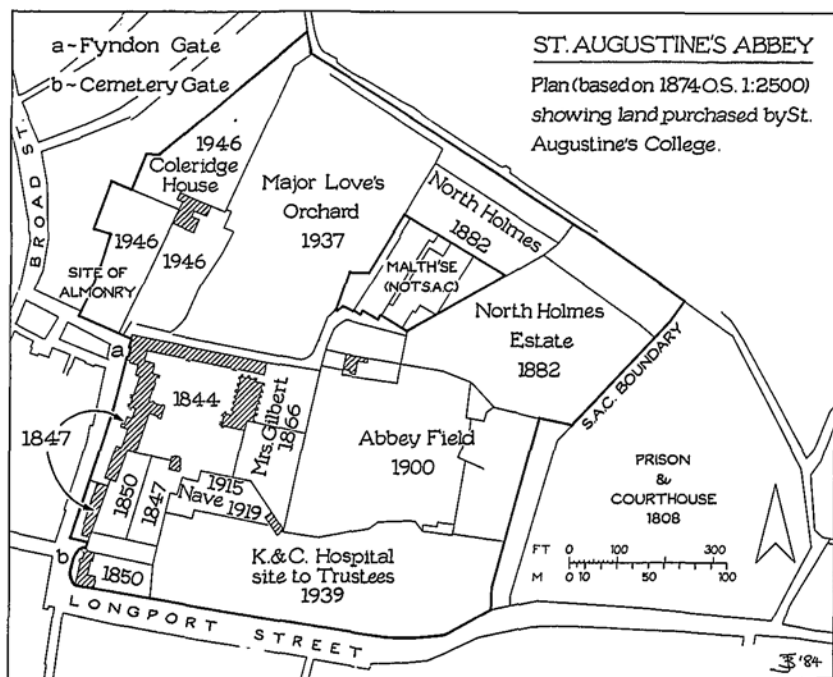 a~Fyndon Gate
b~Cemetery Gate
ST. AUGUSTINE'S ABBEY
Plan (based on 1874 O.S. 1:2500)
showing land purchased by St.
Augustine's College.
BROAD ST.
1946
Coleridge
House
1946
1946
SITE OF
ALMONRY
Major Love's
Orchard
1937
North Holmes
1882
MALTH'SE
(NOT S.A.C)
North Holmes
Estate
1882
S.A.C. BOUNDARY
a
1844
1847
Mrs. Gilbert
1866
Abbey Field
1900
1850
1847
1915
Nave 1919
PRISON
&
COURTHOUSE
1808
b
1850
K.& C. Hospital
site to Trustees
1939
FT 0 100 300
M 0 10 50 100
LONGPORT STREET
'84